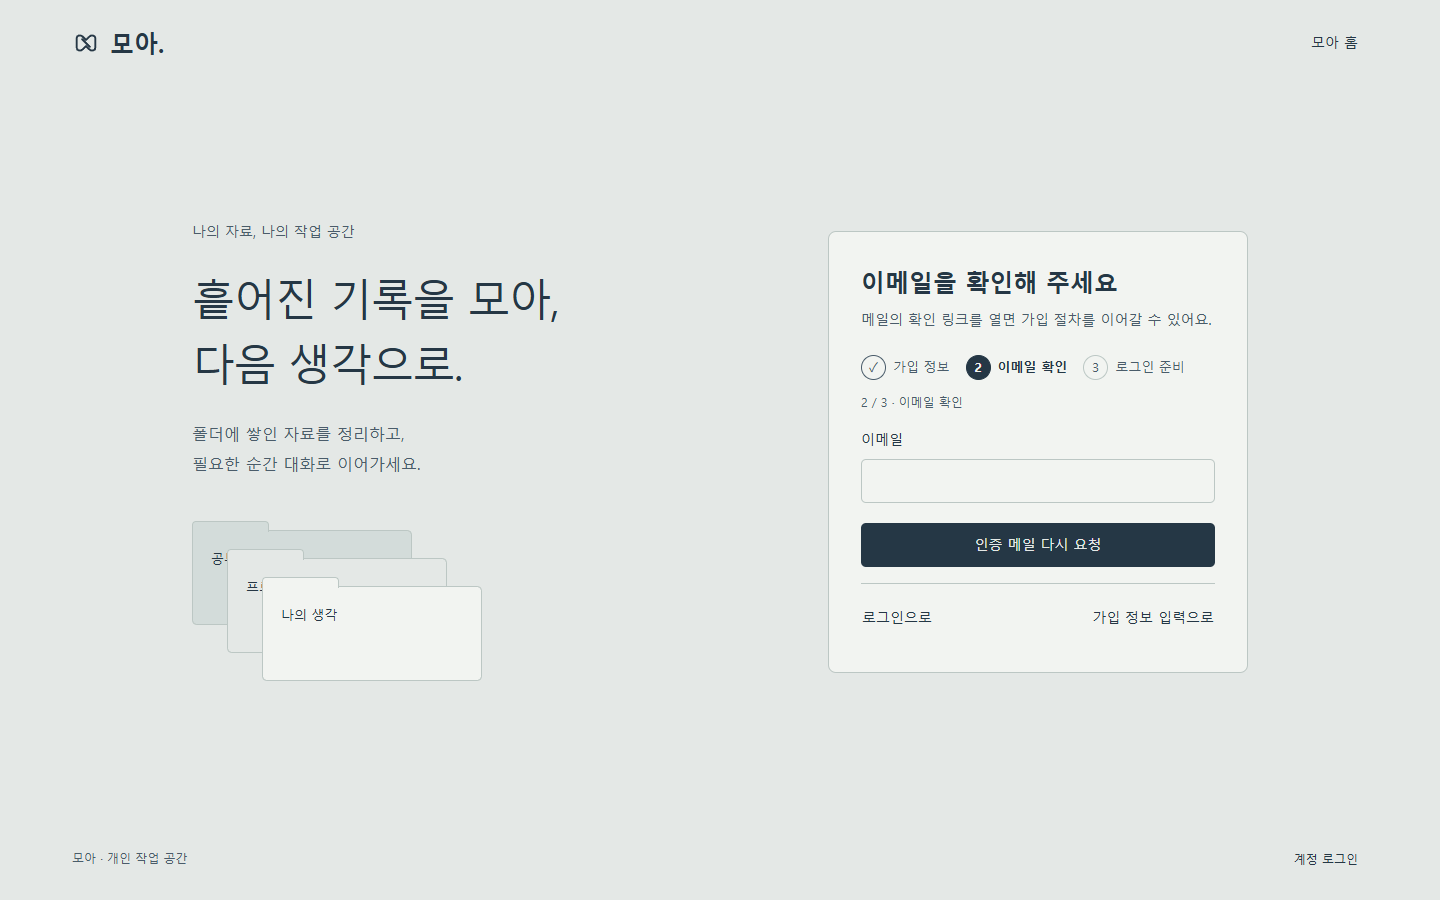 모아.
모아 홈
나의 자료, 나의 작업 공간
흩어진 기록을 모아,
다음 생각으로.
폴더에 쌓인 자료를 정리하고,
필요한 순간 대화로 이어가세요.
나의 생각
이메일을 확인해 주세요
메일의 확인 링크를 열면 가입 절차를 이어갈 수 있어요.
✓ 가입 정보 2 이메일 확인 3 로그인 준비
2 / 3 · 이메일 확인
이메일
인증 메일 다시 요청
로그인으로 가입 정보 입력으로
모아 · 개인 작업 공간
계정 로그인